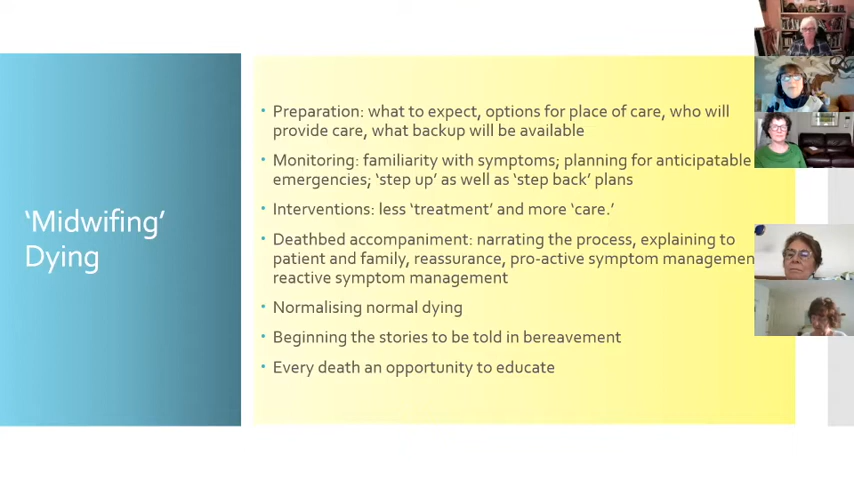 'Midwifing'
Dying
• Preparation: what to expect, options for place of care, who will
provide care, what backup will be available
• Monitoring: familiarity with symptoms; planning for anticipatable
emergencies; 'step up' as well as 'step back' plans
• Interventions: less 'treatment' and more 'care.'
• Deathbed accompaniment: narrating the process, explaining to
patient and family, reassurance, pro-active symptom managemen
reactive symptom management
• Normalising normal dying
• Beginning the stories to be told in bereavement
• Every death an opportunity to educate